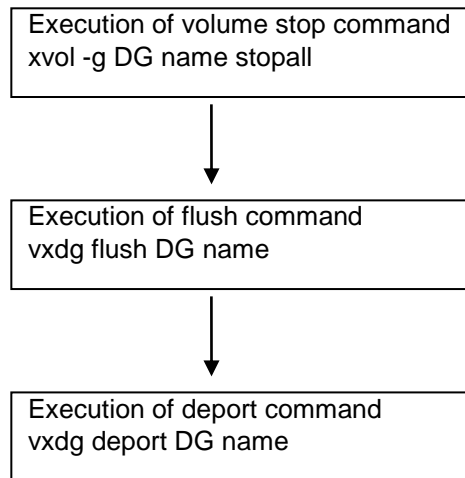 Execution of volume stop command
xvol -g DG name stopall
Execution of flush command
vxdg flush DG name
Execution of deport command
vxdg deport DG name